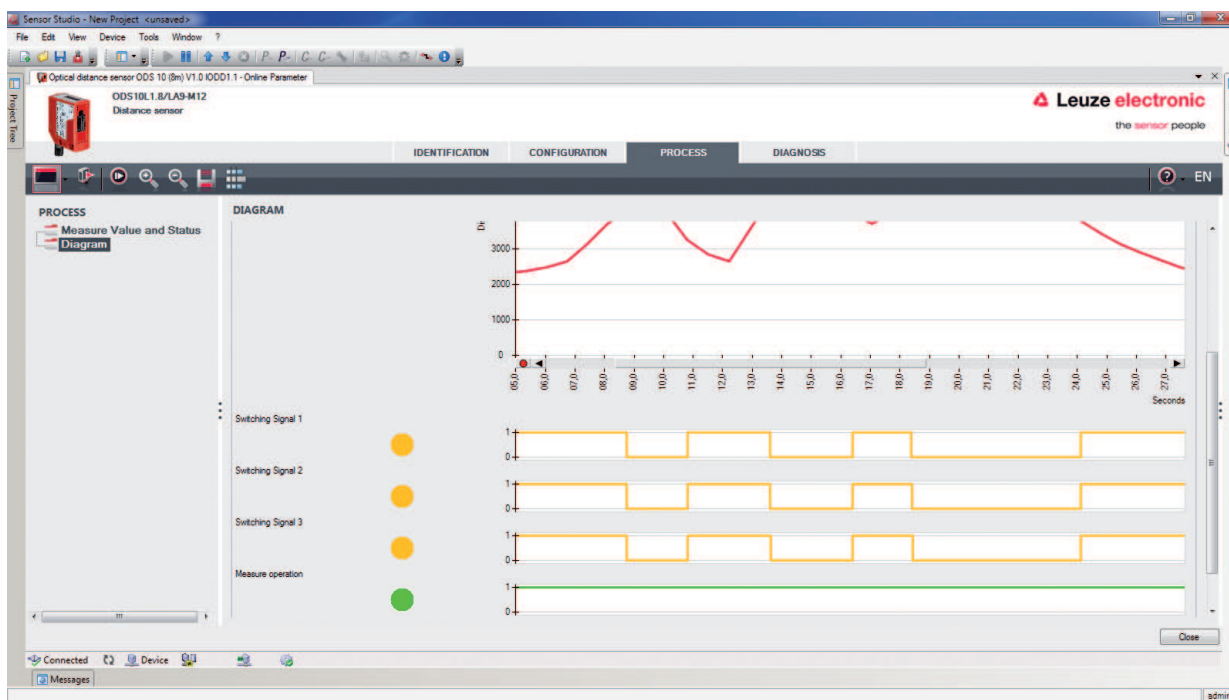 Sensor Studio - New Project <unsaved>
File Edit View Device Tools Window ?
Optical distance sensor ODS 10 (8m) V1.0 IODD1.1 - Online Parameter
Project Tree
ODS10L1.8/LA9-M12
Distance sensor
Leuze electronic
the sensor people
IDENTIFICATION CONFIGURATION PROCESS DIAGNOSIS
EN
PROCESS
Measure Value and Status
Diagram
DIAGRAM
3000
2000
1000
0
05,0 06,0 07,0 08,0 09,0 10,0 11,0 12,0 13,0 14,0 15,0 16,0 17,0 18,0 19,0 20,0 21,0 22,0 23,0 24,0 25,0 26,0 27,0
Seconds
Switching Signal 1
1
0
Switching Signal 2
1
0
Switching Signal 3
1
0
Measure operation
1
0
Close
Connected Device
Messages
admin